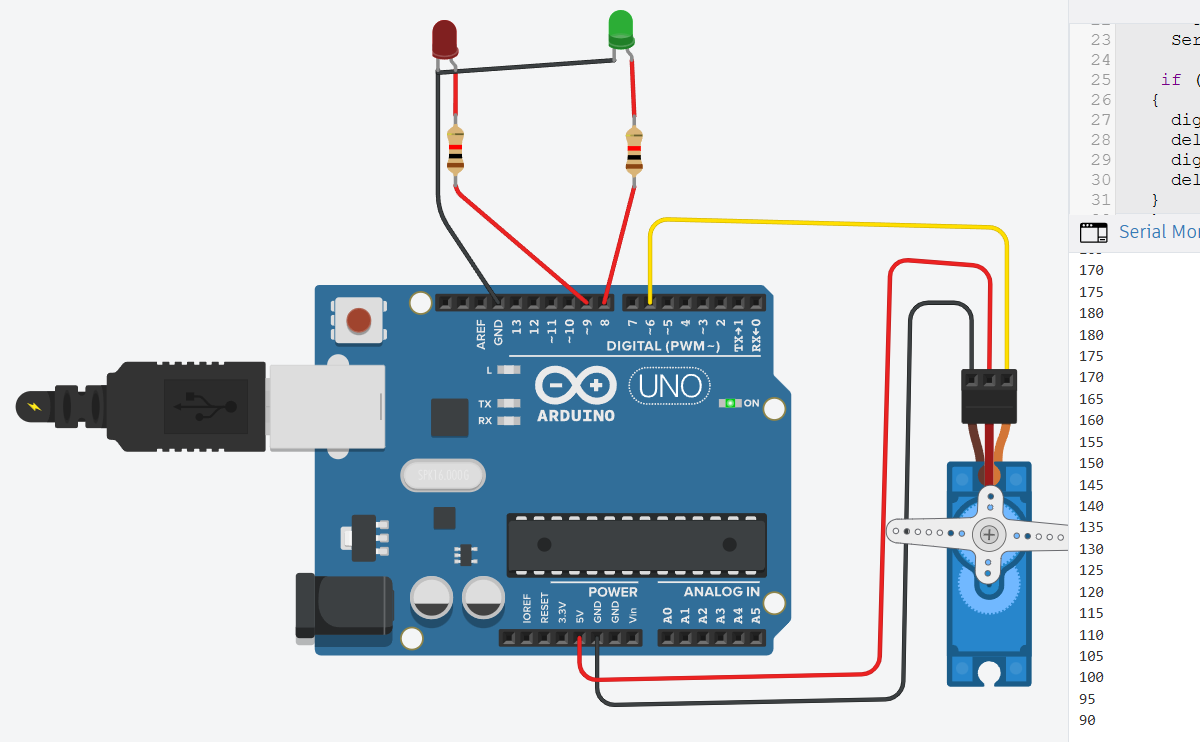 23 Ser
24
25 if (
26 {
27 dig
28 del
29 dig
30 del
31 }
Serial Mor
170
175
180
180
175
170
165
160
155
150
145
140
135
130
125
120
115
110
105
100
95
90
AREF
GND
13
12
~11
~10
~9
8
7
~6
~5
4
~3
2
TX→1
RX←0
DIGITAL (PWM~)
L
TX
RX
ARDUINO
UNO
ON
SPK16.000G
POWER
ANALOG IN
IOREF
RESET
3.3V
5V
GND
GND
Vin
A0
A1
A2
A3
A4
A5